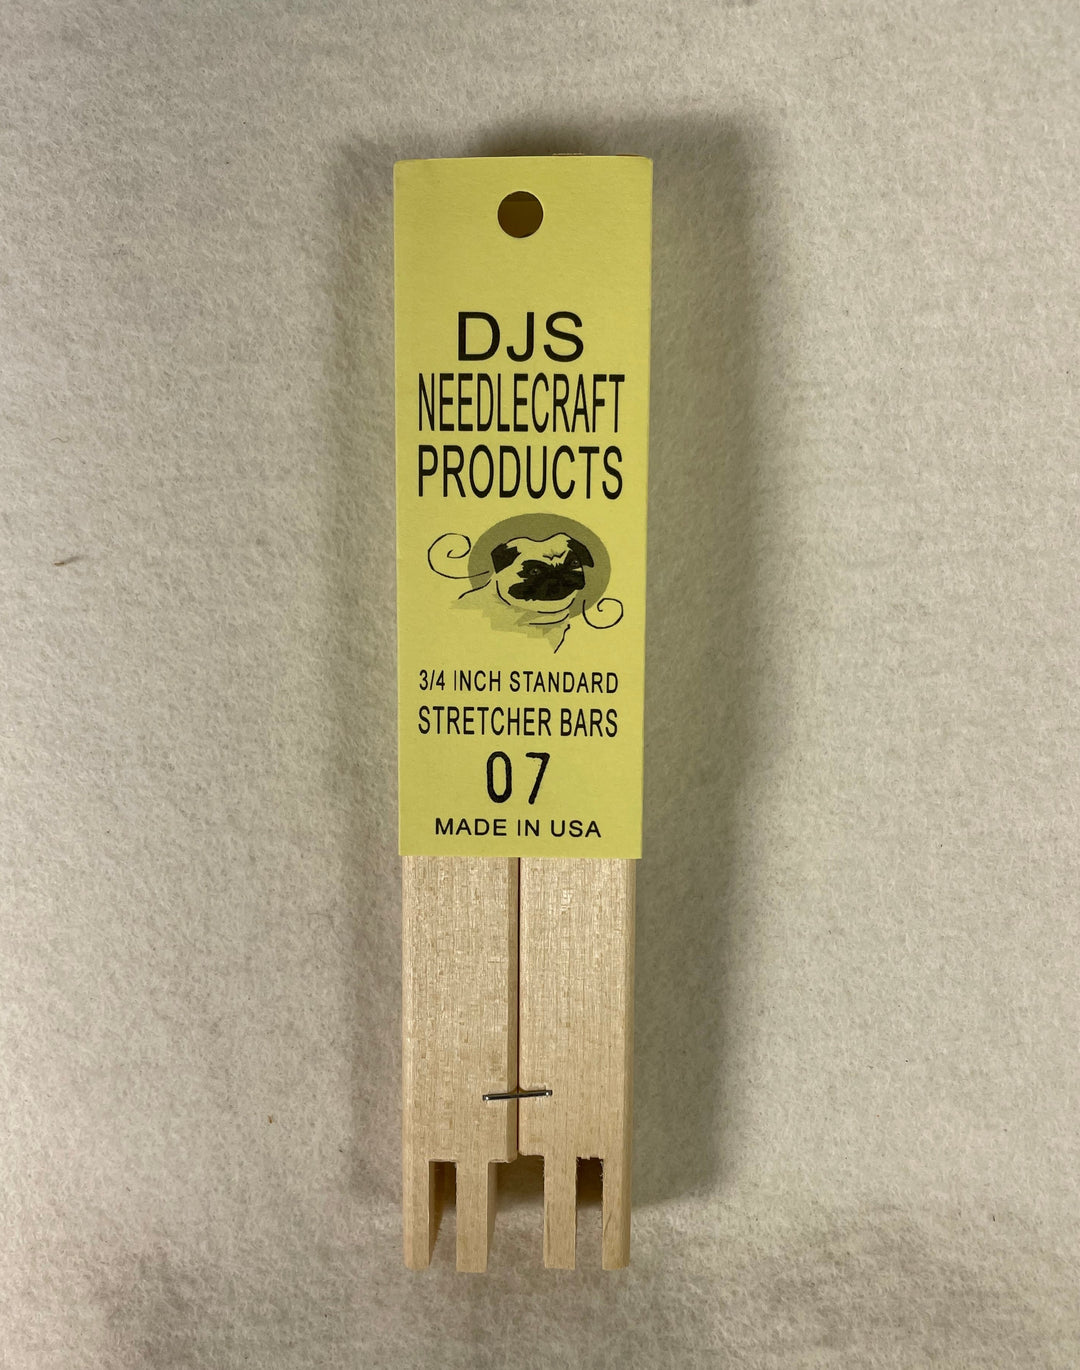 DJS
NEEDLECRAFT
PRODUCTS
3/4 INCH STANDARD
STRETCHER BARS
07
MADE IN USA